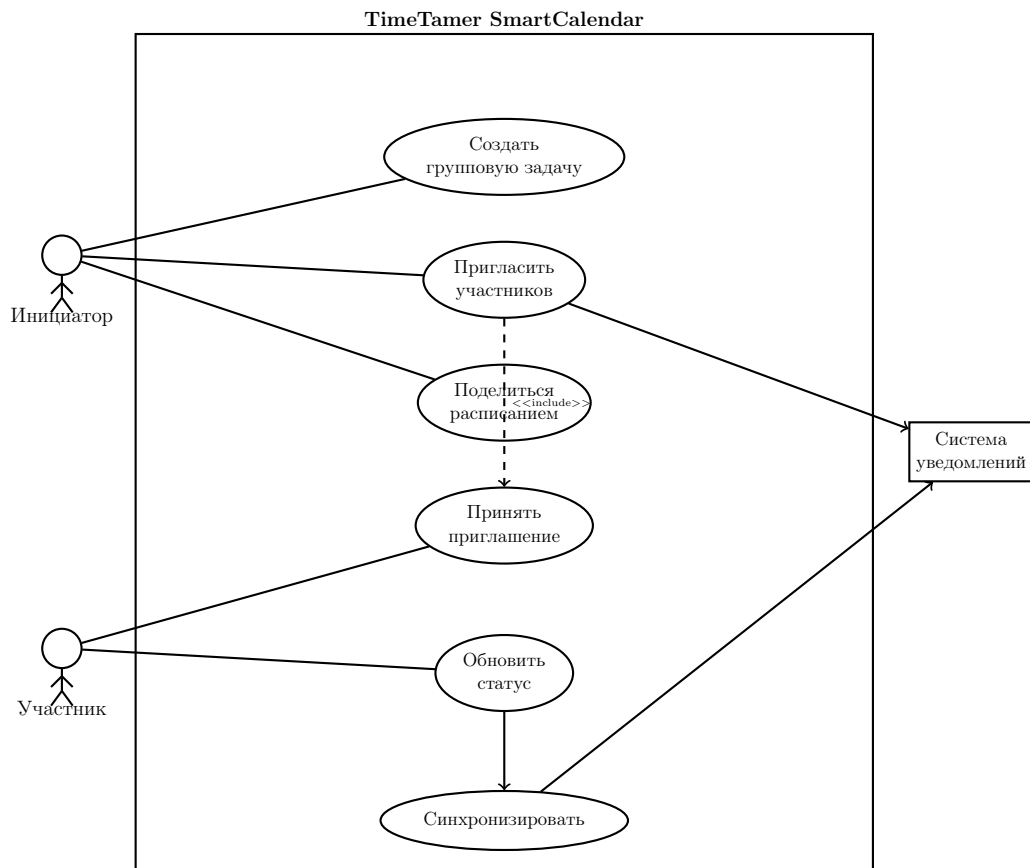 TimeTamer SmartCalendar
Создать
групповую задачу
Инициатор
Пригласить
участников
Поделиться
расписанием
<<include>>
Система
уведомлений
Принять
приглашение
Участник
Обновить
статус
Синхронизировать